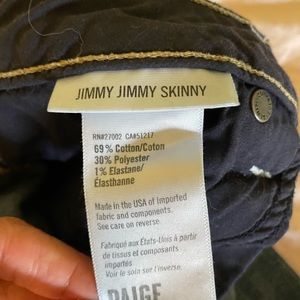 JIMMY JIMMY SKINNY
RN#27002 CA#51217
69% Cotton/Coton
30% Polyester
1% Elastane/
Élasthanne
Made in the USA of imported
fabric and components.
See care on reverse.
Fabriqué aux États-Unis à partir
de tissus et composants
importés
Voir le soin sur l'inverse.
PAIGE